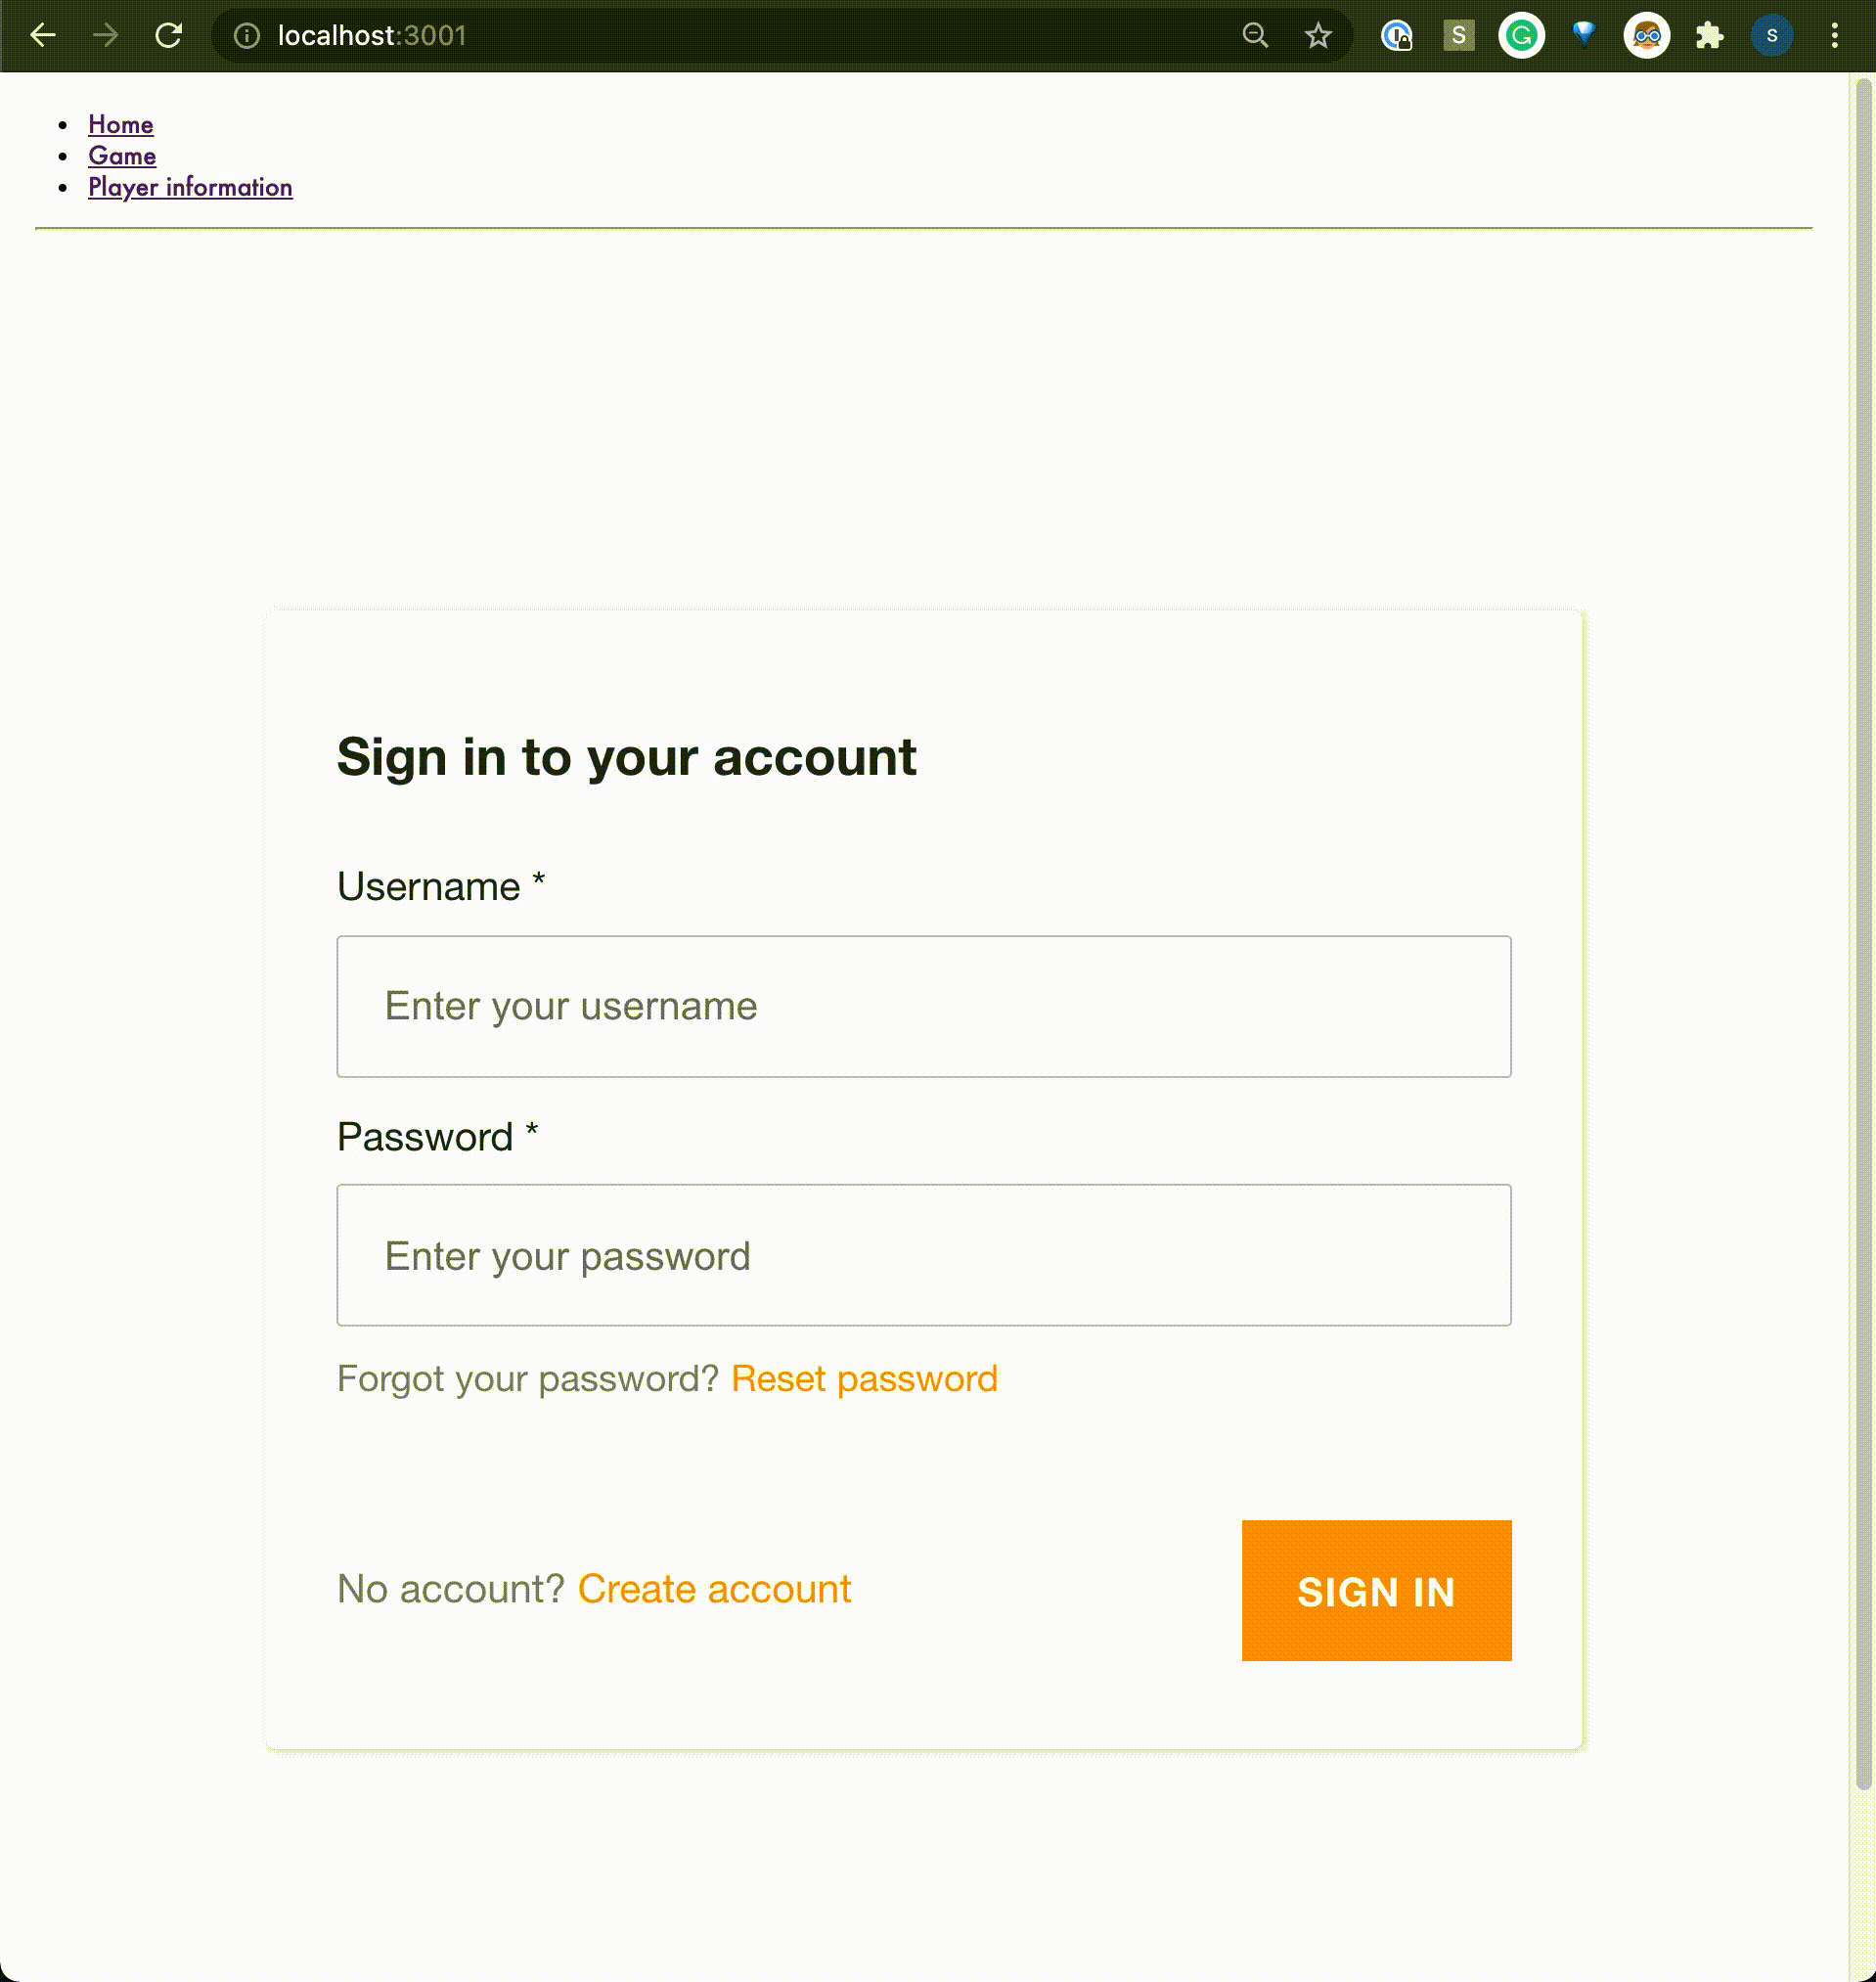 localhost:3001
S
G
S
Home
Game
Player information
Sign in to your account
Username *
Enter your username
Password *
Enter your password
Forgot your password? Reset password
No account? Create account
SIGN IN